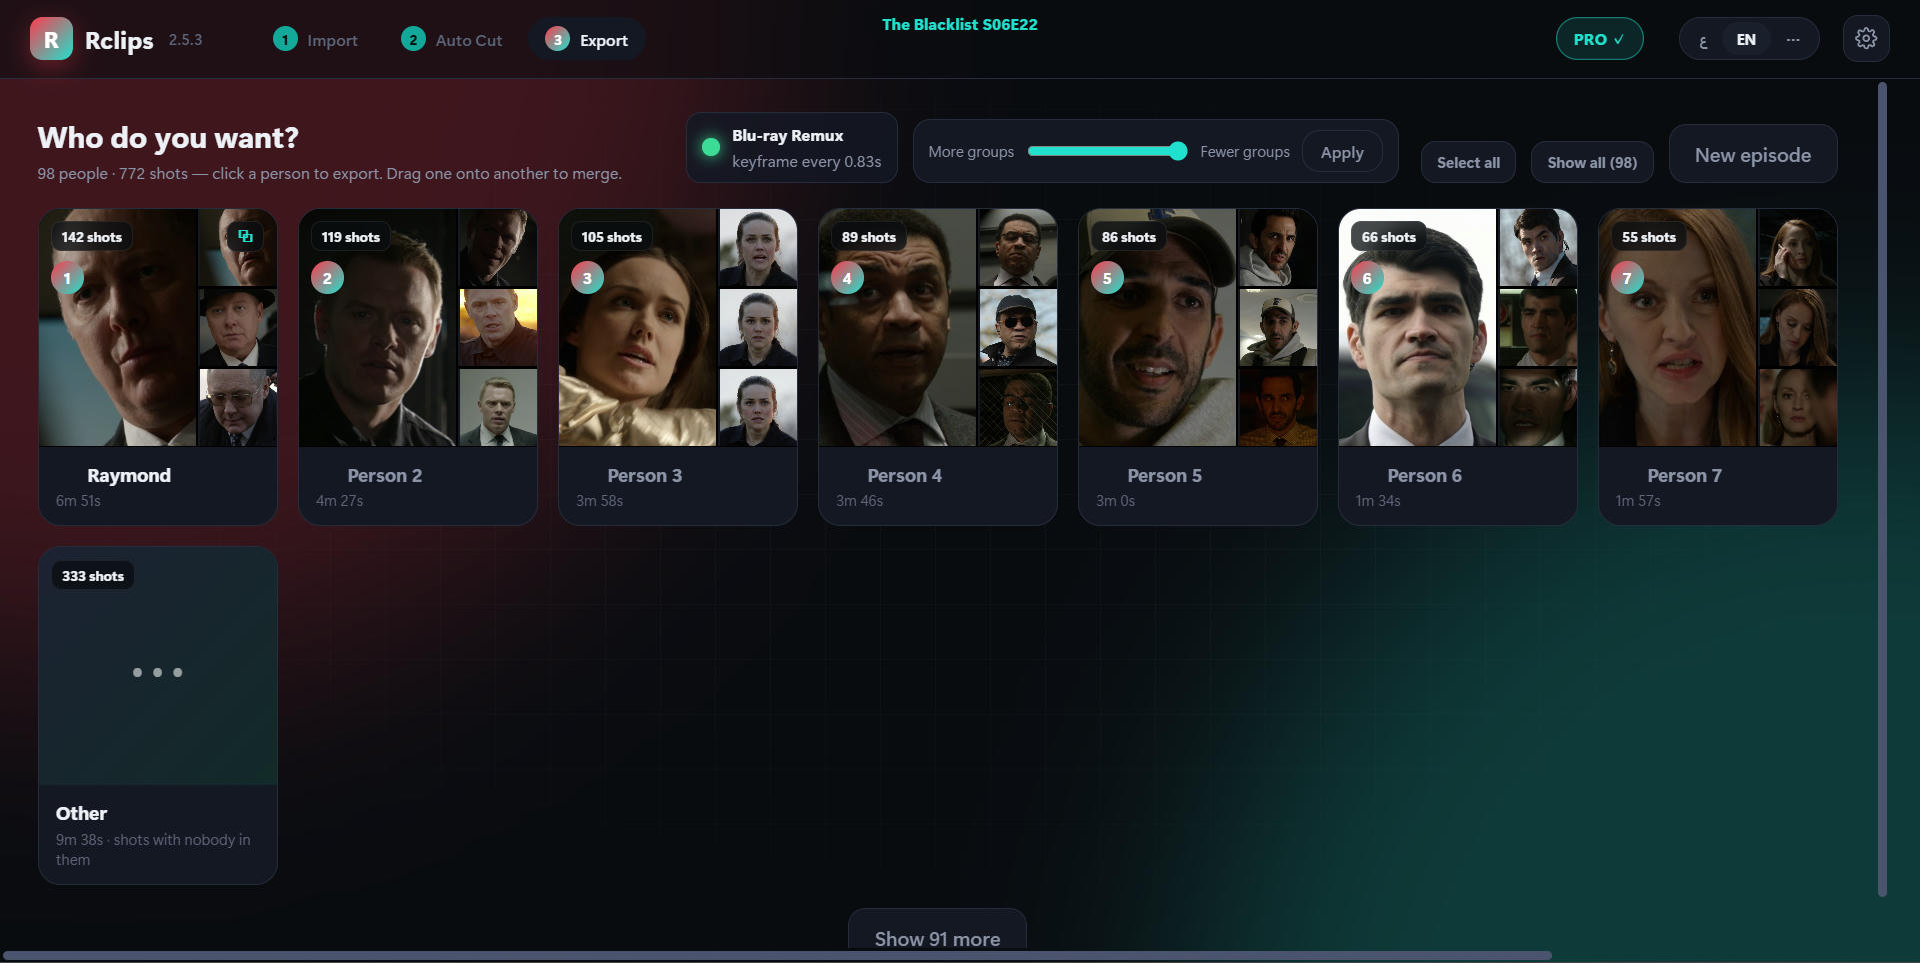 R Rclips 2.5.3
1 Import
2 Auto Cut
3 Export
The Blacklist S06E22
PRO ✓
ع EN ···
Who do you want?
98 people · 772 shots — click a person to export. Drag one onto another to merge.
Blu-ray Remux
keyframe every 0.83s
More groups
Fewer groups
Apply
Select all
Show all (98)
New episode
142 shots
1
Raymond
6m 51s
119 shots
2
Person 2
4m 27s
105 shots
3
Person 3
3m 58s
89 shots
4
Person 4
3m 46s
86 shots
5
Person 5
3m 0s
66 shots
6
Person 6
1m 34s
55 shots
7
Person 7
1m 57s
333 shots
Other
9m 38s · shots with nobody in
them
Show 91 more